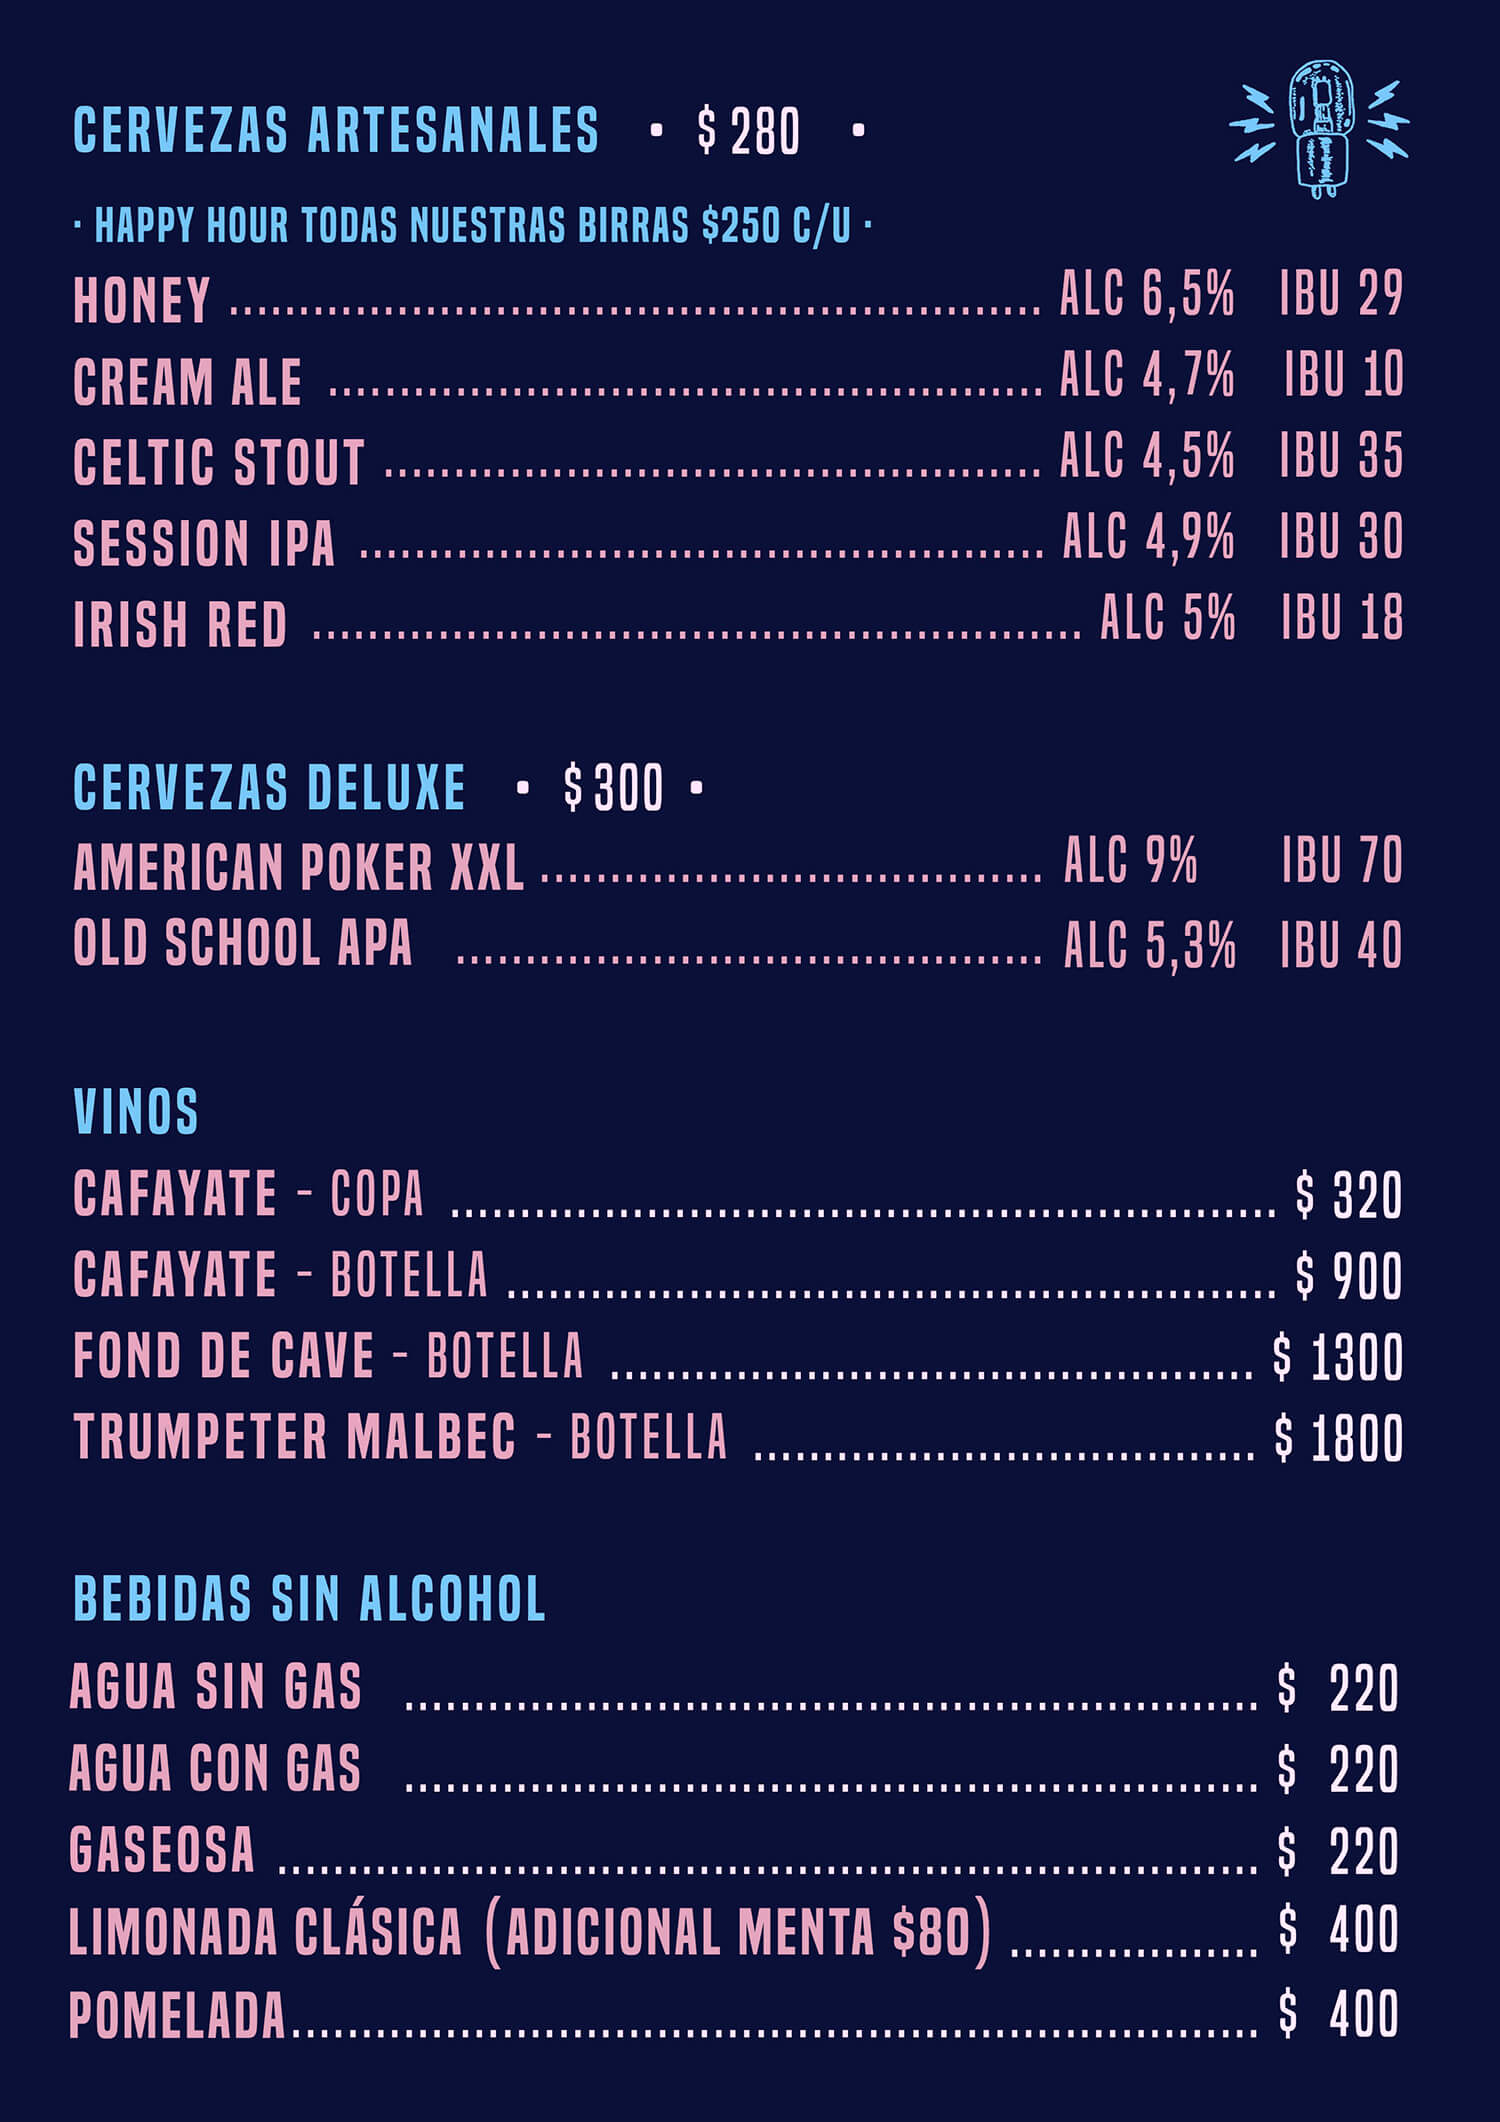 CERVEZAS ARTESANALES • $ 280 •
· HAPPY HOUR TODAS NUESTRAS BIRRAS $250 C/U ·
HONEY ........................................ ALC 6,5% IBU 29
CREAM ALE ........................................ ALC 4,7% IBU 10
CELTIC STOUT ........................................ ALC 4,5% IBU 35
SESSION IPA ........................................ ALC 4,9% IBU 30
IRISH RED ........................................ ALC 5% IBU 18
CERVEZAS DELUXE • $ 300 •
AMERICAN POKER XXL ........................................ ALC 9% IBU 70
OLD SCHOOL APA ........................................ ALC 5,3% IBU 40
VINOS
CAFAYATE - COPA ........................................ $ 320
CAFAYATE - BOTELLA ........................................ $ 900
FOND DE CAVE - BOTELLA ........................................ $ 1300
TRUMPETER MALBEC - BOTELLA ........................................ $ 1800
BEBIDAS SIN ALCOHOL
AGUA SIN GAS ........................................ $ 220
AGUA CON GAS ........................................ $ 220
GASEOSA ........................................ $ 220
LIMONADA CLÁSICA (ADICIONAL MENTA $80) .................. $ 400
POMELADA ........................................ $ 400